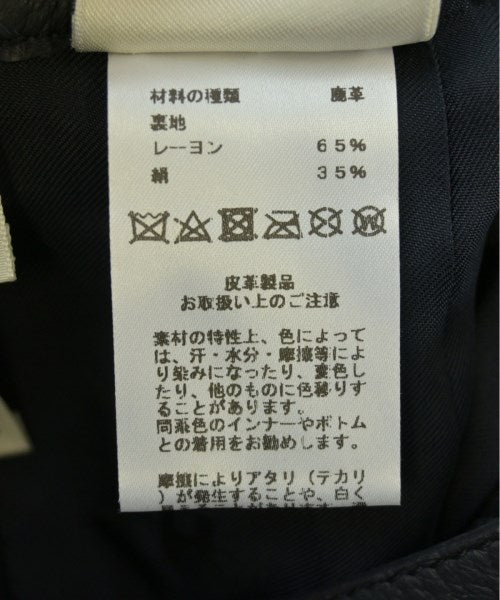 材料の種類 鹿革
裏地
レーヨン 65%
絹 35%
皮革製品
お取扱い上のご注意
素材の特性上、色によって
は、汗・水分・摩擦等によ
り染みになったり、変色し
たり、他のものに色移りす
ることがあります。
同系色のインナーやボトム
との着用をお勧めします。
摩擦によりアタリ（テカリ
）が発生することや、白く